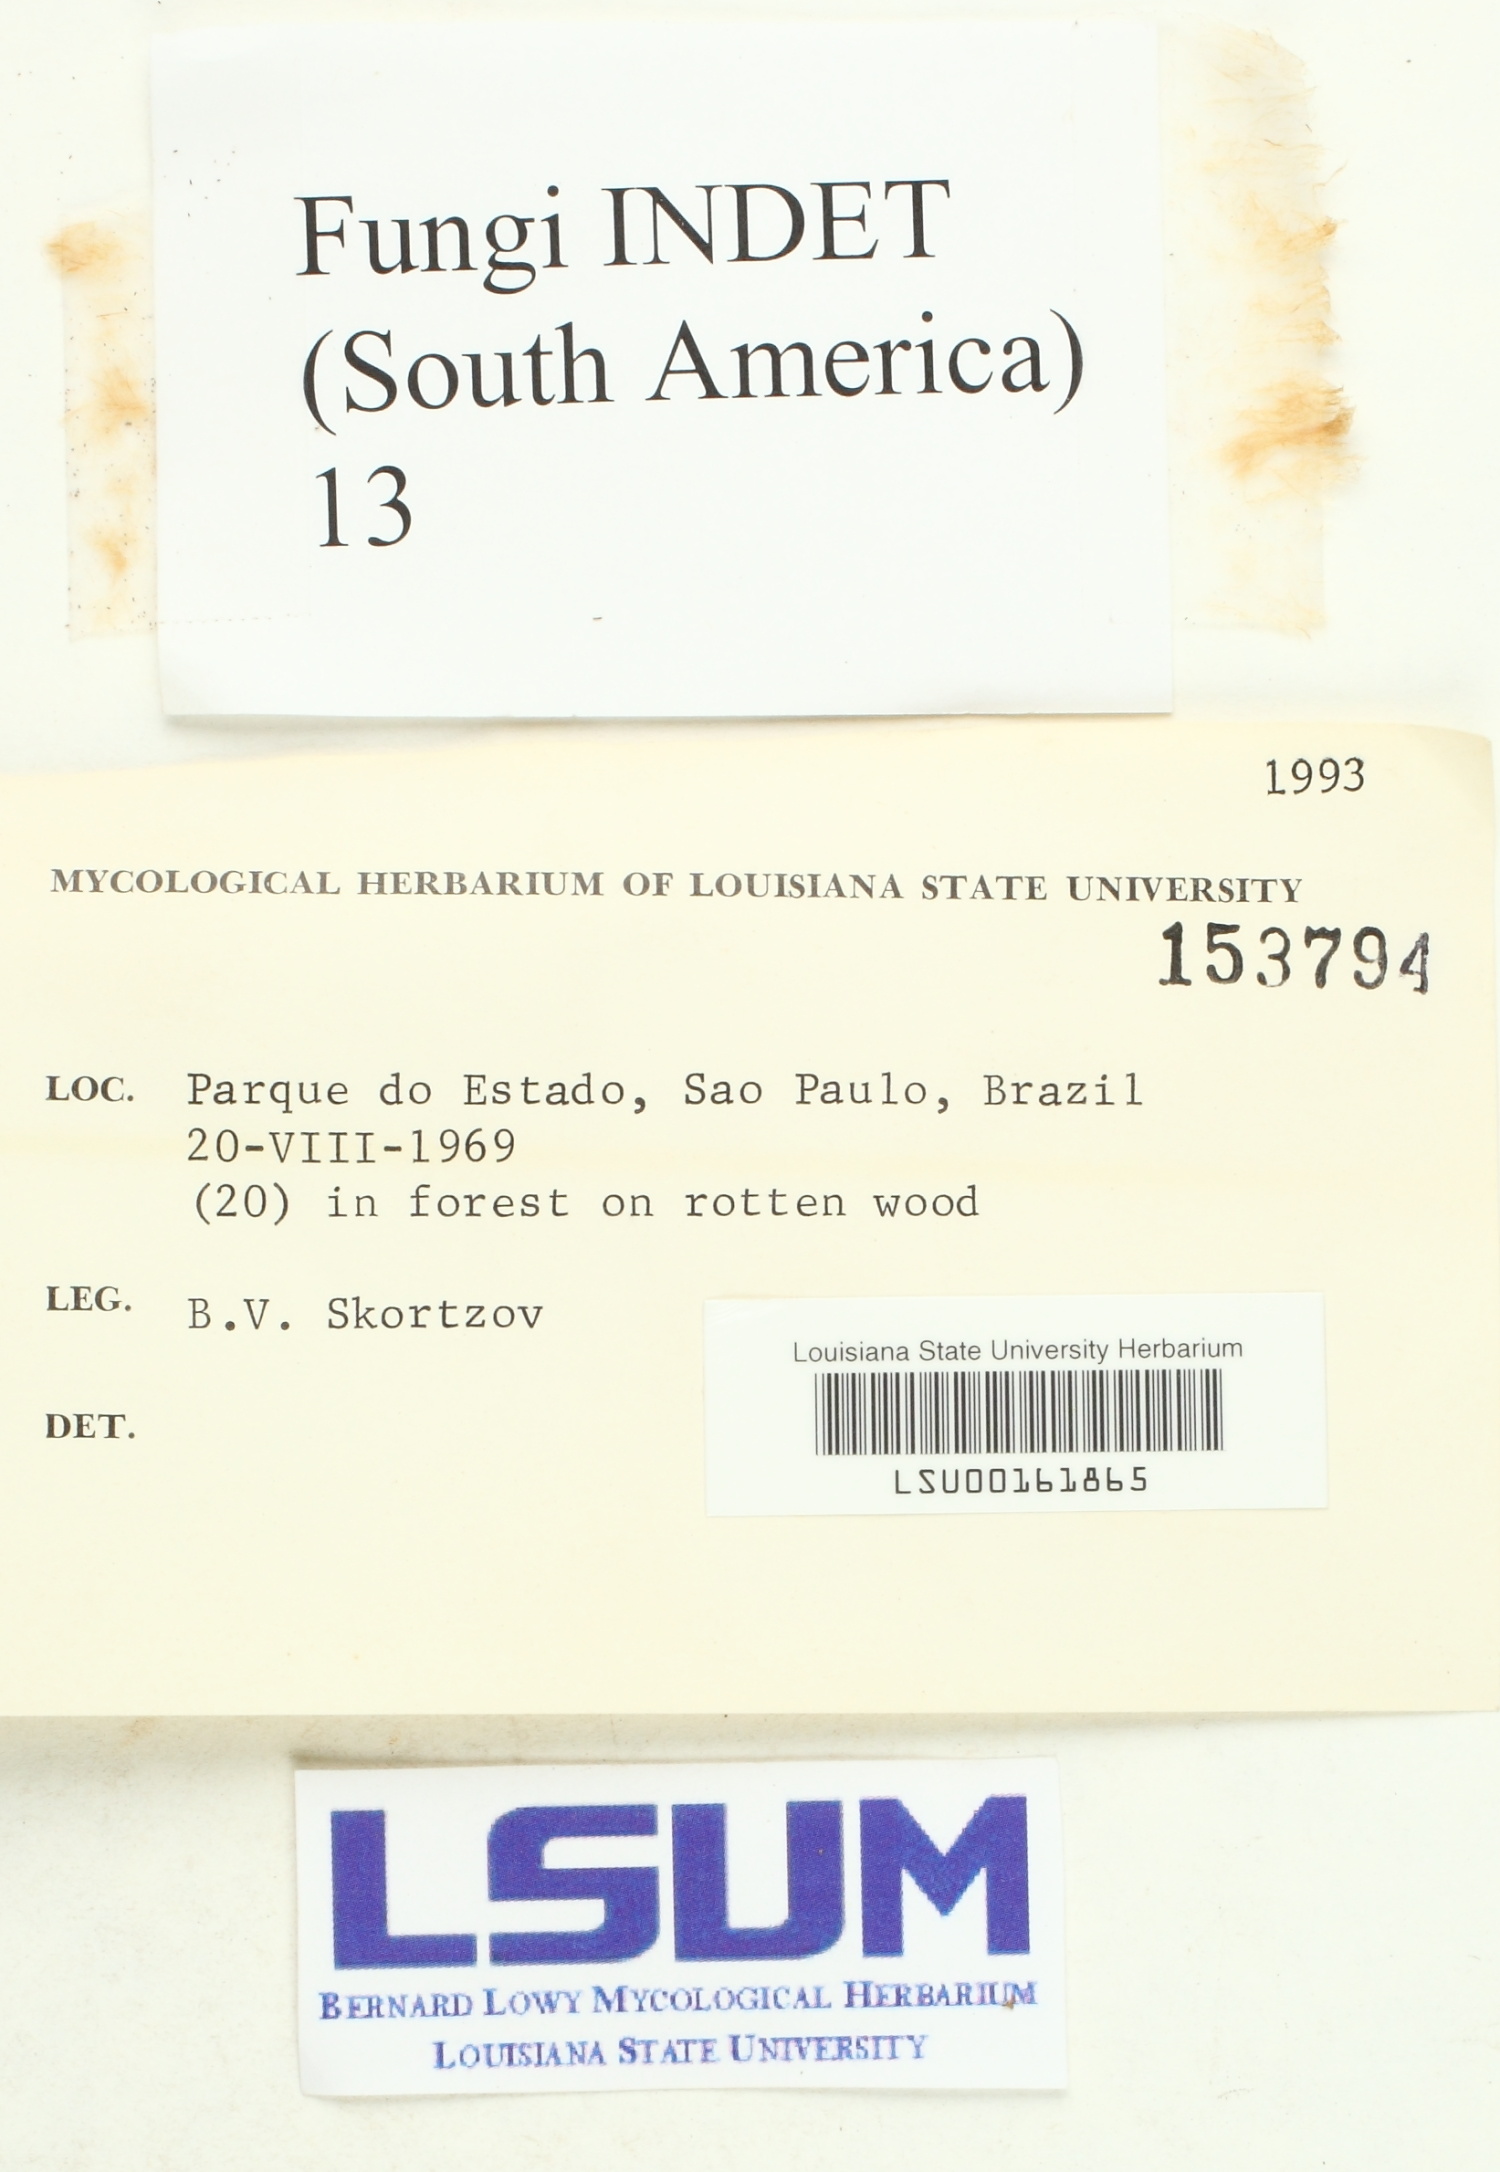 Fungi INDET
(South America)
13
1993
MYCOLOGICAL HERBARIUM OF LOUISIANA STATE UNIVERSITY
153794
LOC. Parque do Estado, Sao Paulo, Brazil
20-VIII-1969
(20) in forest on rotten wood
LEG. B.V. Skortzov
Louisiana State University Herbarium
LSU00161865
DET.
LSUM
BERNARD LOWY MYCOLOGICAL HERBARIUM
LOUISIANA STATE UNIVERSITY